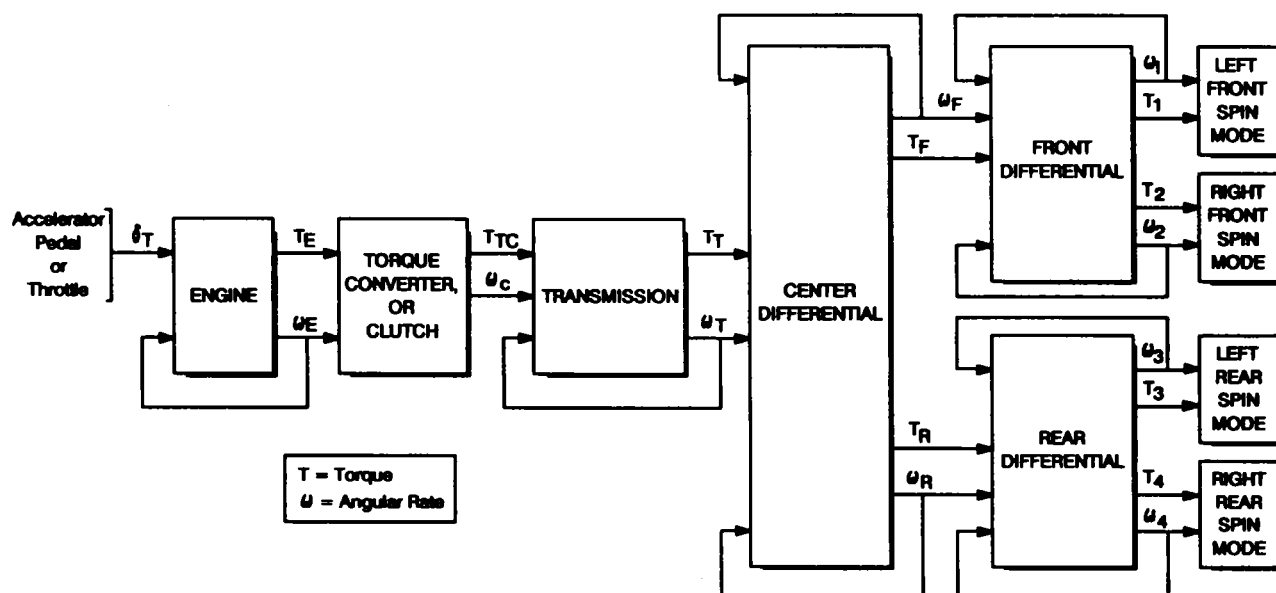 Accelerator
Pedal
or
Throttle
δT
ENGINE
TE
ωE
TORQUE
CONVERTER,
OR
CLUTCH
TTC
ωc
TRANSMISSION
TT
ωT
CENTER
DIFFERENTIAL
ωF
TF
FRONT
DIFFERENTIAL
ω1
T1
LEFT
FRONT
SPIN
MODE
T2
ω2
RIGHT
FRONT
SPIN
MODE
TR
ωR
REAR
DIFFERENTIAL
ω3
T3
LEFT
REAR
SPIN
MODE
T4
ω4
RIGHT
REAR
SPIN
MODE
T = Torque
ω = Angular Rate